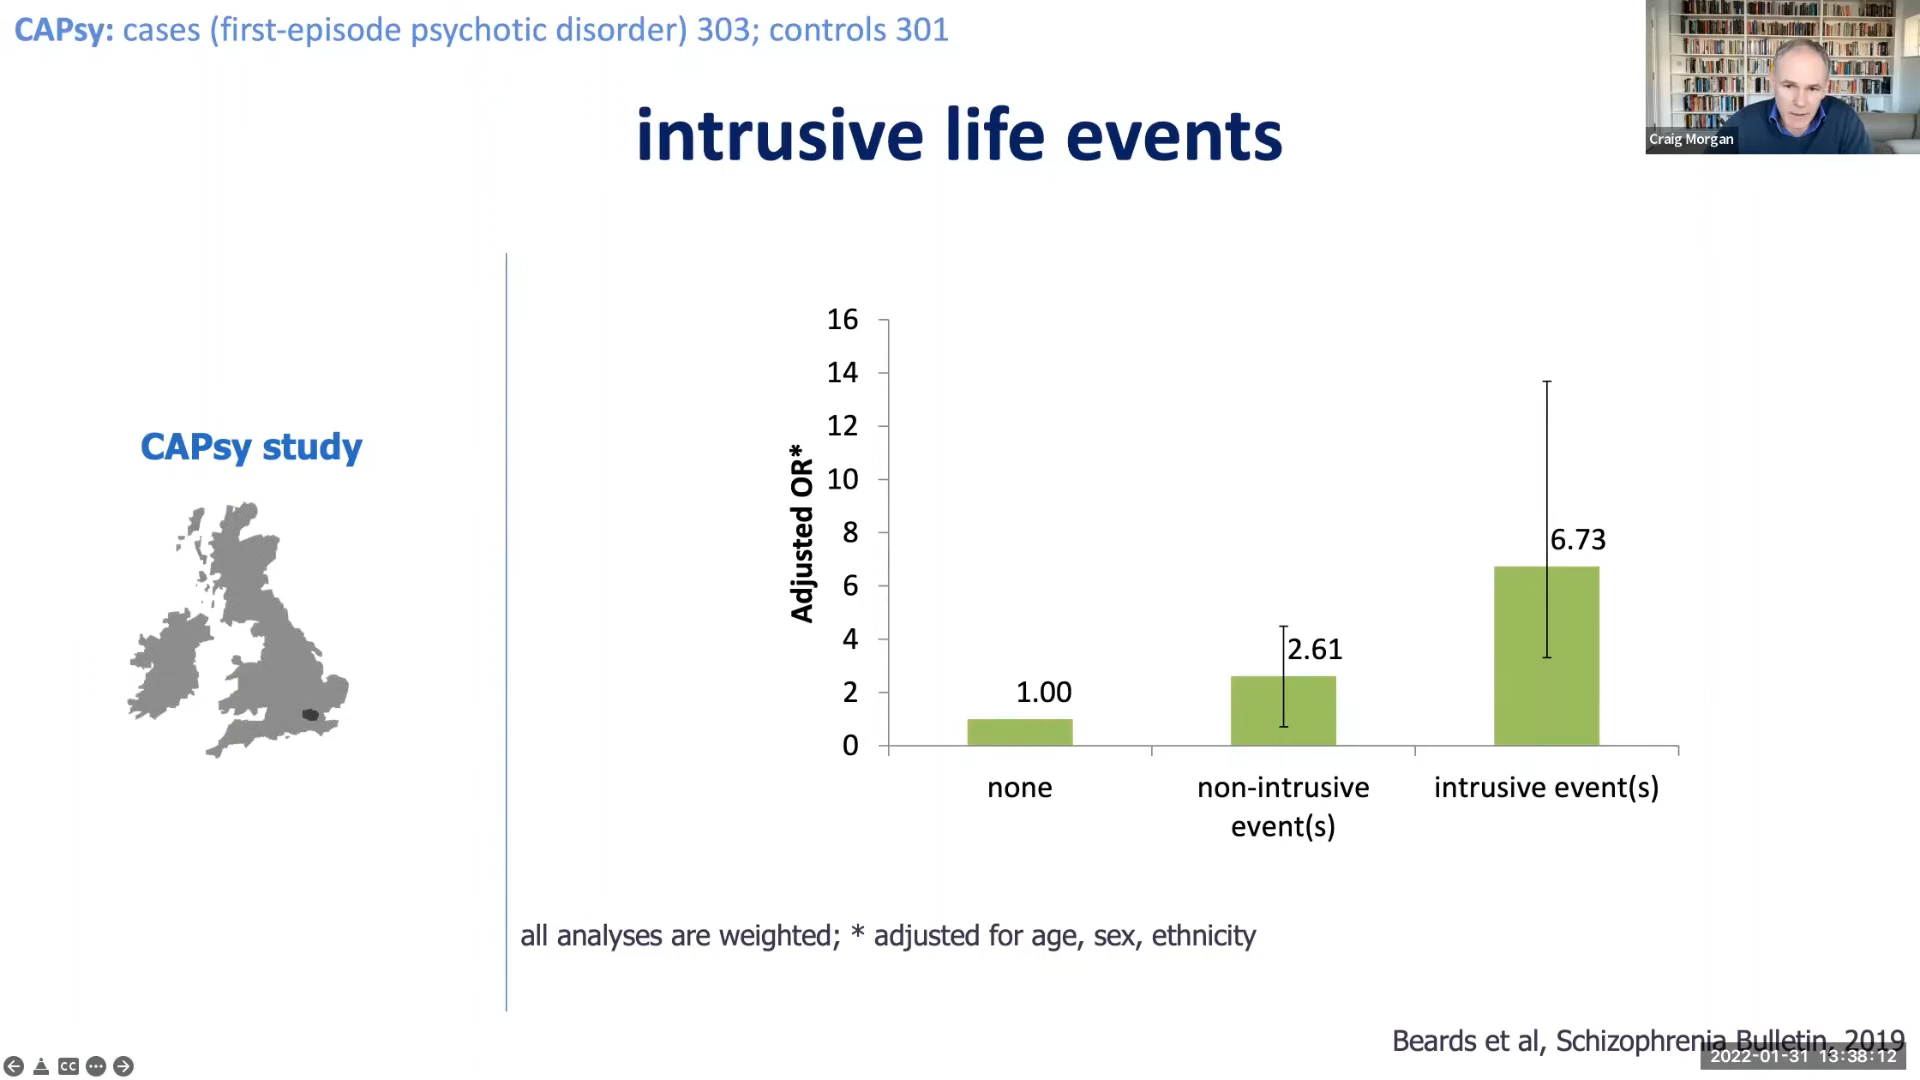 CAPsy: cases (first-episode psychotic disorder) 303; controls 301
Craig Morgan
intrusive life events
CAPsy study
Adjusted OR*
16
14
12
10
8
6
4
2
0
1.00
2.61
6.73
none
non-intrusive
event(s)
intrusive event(s)
all analyses are weighted; * adjusted for age, sex, ethnicity
Beards et al, Schizophrenia Bulletin, 2019
2022-01-31 13:38:12
CC